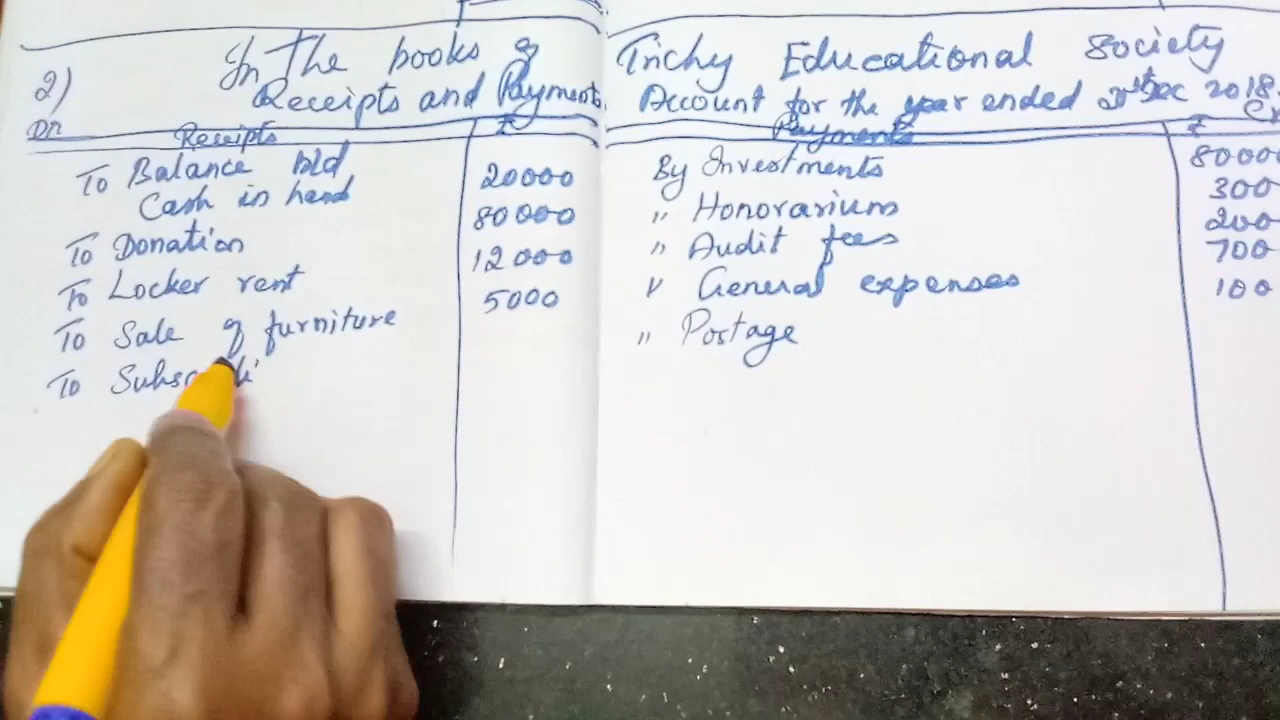 2)
In the books of Trichy Educational Society
Receipts and Payments Account for the year ended 31st Dec 2018.
Dr Cr
Receipts ₹ Payments ₹
To Balance b/d
Cash in hand 20000
To Donation 80000
To Locker rent 12000
To Sale of furniture 5000
To
By Investments 80000
" Honorarium 300
" Audit fees 200
" General expenses 700
" Postage 100